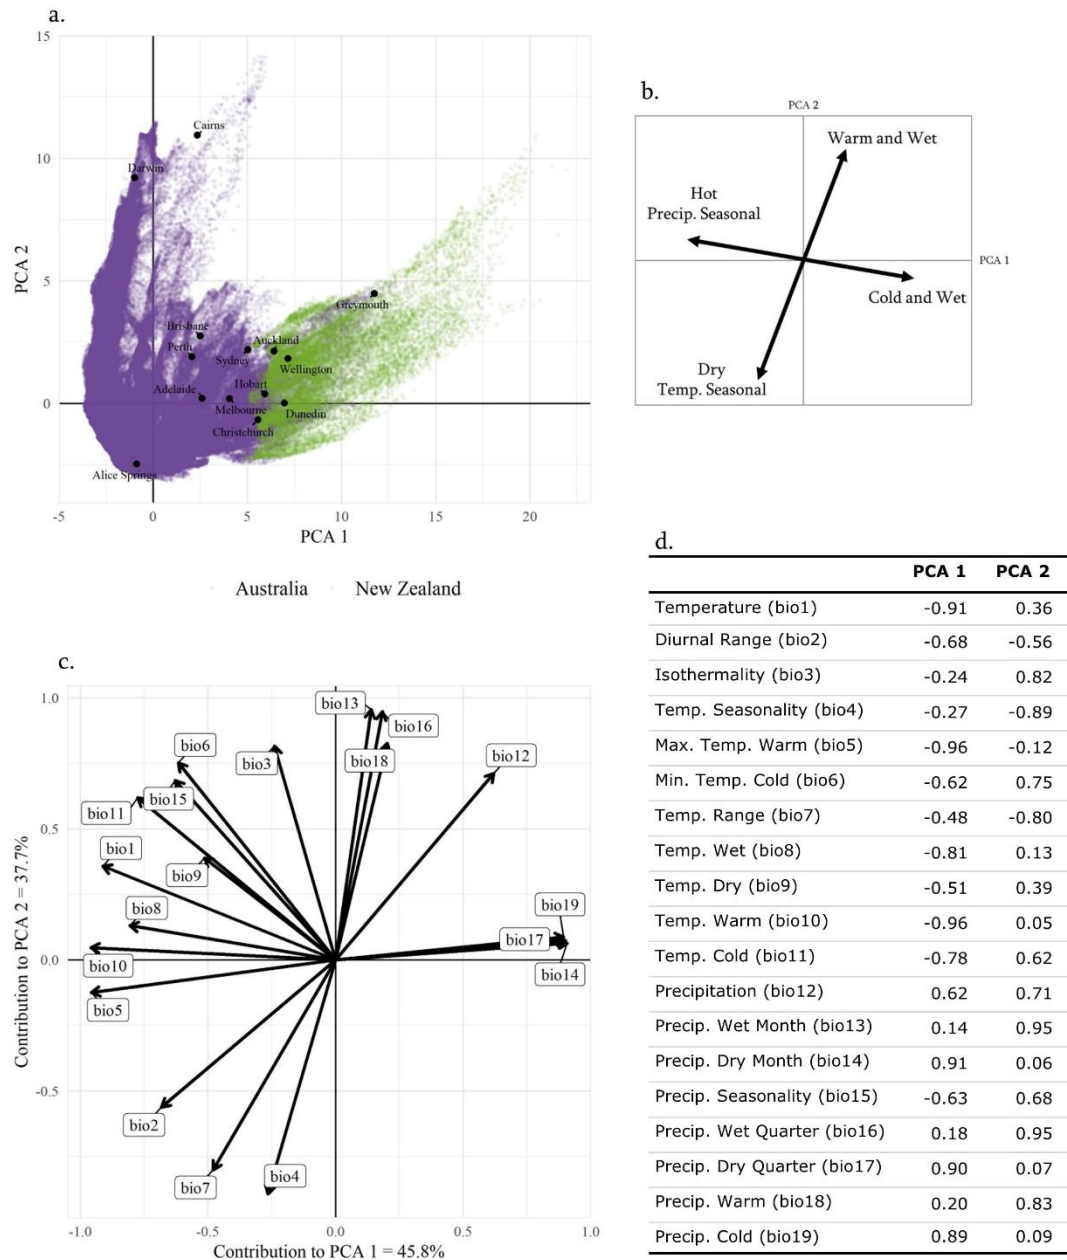 a.
15
10
5
0
-5
0
5
10
15
20
PCA 2
PCA 1
Cairns
Darwin
Greymouth
Brisbane
Perth
Sydney
Auckland
Wellington
Adelaide
Hobart
Melbourne
Dunedin
Christchurch
Alice Springs
Australia
New Zealand
b.
PCA 2
Warm and Wet
Hot
Precip. Seasonal
PCA 1
Cold and Wet
Dry
Temp. Seasonal
c.
1.0
0.5
0.0
-0.5
-1.0
-0.5
0.0
0.5
1.0
Contribution to PCA 2 = 37.7%
Contribution to PCA 1 = 45.8%
bio13
bio16
bio6
bio3
bio18
bio12
bio15
bio11
bio1
bio9
bio8
bio19
bio17
bio10
bio14
bio5
bio2
bio7
bio4
d.
PCA 1 PCA 2
Temperature (bio1) -0.91 0.36
Diurnal Range (bio2) -0.68 -0.56
Isothermality (bio3) -0.24 0.82
Temp. Seasonality (bio4) -0.27 -0.89
Max. Temp. Warm (bio5) -0.96 -0.12
Min. Temp. Cold (bio6) -0.62 0.75
Temp. Range (bio7) -0.48 -0.80
Temp. Wet (bio8) -0.81 0.13
Temp. Dry (bio9) -0.51 0.39
Temp. Warm (bio10) -0.96 0.05
Temp. Cold (bio11) -0.78 0.62
Precipitation (bio12) 0.62 0.71
Precip. Wet Month (bio13) 0.14 0.95
Precip. Dry Month (bio14) 0.91 0.06
Precip. Seasonality (bio15) -0.63 0.68
Precip. Wet Quarter (bio16) 0.18 0.95
Precip. Dry Quarter (bio17) 0.90 0.07
Precip. Warm (bio18) 0.20 0.83
Precip. Cold (bio19) 0.89 0.09